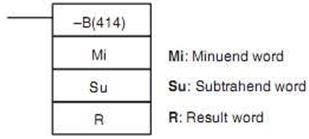 –B(414)
Mi Mi: Minuend word
Su Su: Subtrahend word
R R: Result word